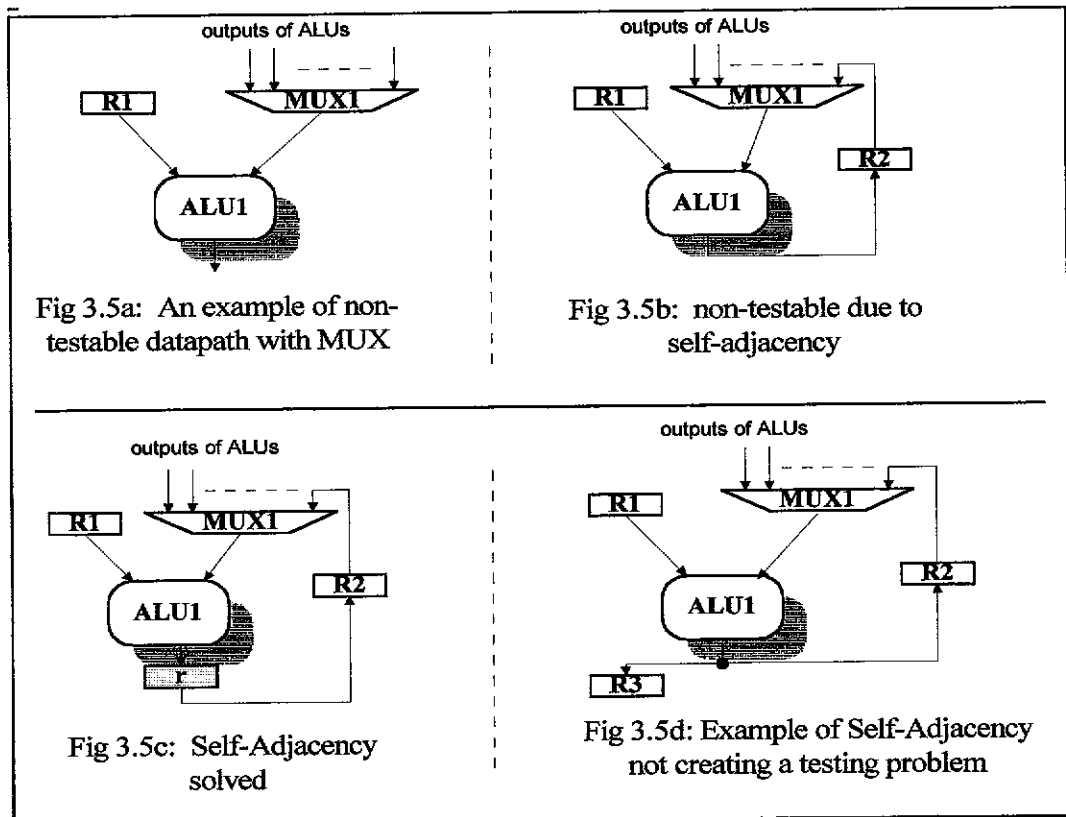 outputs of ALUs
R1
MUX1
ALU1
Fig 3.5a: An example of non-
testable datapath with MUX
outputs of ALUs
R1
MUX1
R2
ALU1
Fig 3.5b: non-testable due to
self-adjacency
outputs of ALUs
R1
MUX1
R2
ALU1
r
Fig 3.5c: Self-Adjacency
solved
outputs of ALUs
R1
MUX1
R2
ALU1
R3
Fig 3.5d: Example of Self-Adjacency
not creating a testing problem